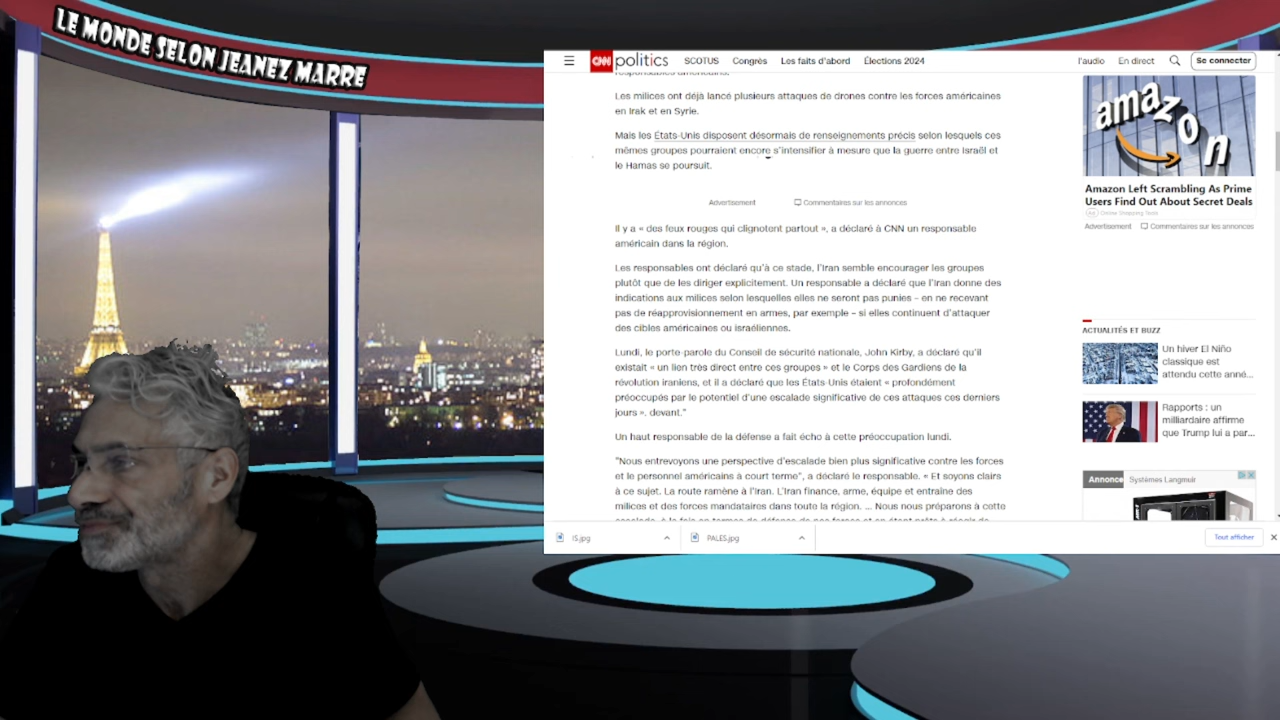 LE MONDE SELON JEANEZ MARRE
CNN politics SCOTUS Congrès Les faits d'abord Élections 2024 l'audio En direct Se connecter
responsables américains.
Les milices ont déjà lancé plusieurs attaques de drones contre les forces américaines
en Irak et en Syrie.
Mais les États-Unis disposent désormais de renseignements précis selon lesquels ces
mêmes groupes pourraient encore s'intensifier à mesure que la guerre entre Israël et
le Hamas se poursuit.
Advertisement Commentaires sur les annonces
Il y a « des feux rouges qui clignotent partout », a déclaré à CNN un responsable
américain dans la région.
Les responsables ont déclaré qu'à ce stade, l'Iran semble encourager les groupes
plutôt que de les diriger explicitement. Un responsable a déclaré que l'Iran donne des
indications aux milices selon lesquelles elles ne seront pas punies – en ne recevant
pas de réapprovisionnement en armes, par exemple – si elles continuent d'attaquer
des cibles américaines ou israéliennes.
Lundi, le porte-parole du Conseil de sécurité nationale, John Kirby, a déclaré qu'il
existait « un lien très direct entre ces groupes » et le Corps des Gardiens de la
révolution iraniens, et il a déclaré que les États-Unis étaient « profondément
préoccupés par le potentiel d'une escalade significative de ces attaques ces derniers
jours ». devant."
Un haut responsable de la défense a fait écho à cette préoccupation lundi.
"Nous entrevoyons une perspective d'escalade bien plus significative contre les forces
et le personnel américains à court terme", a déclaré le responsable. « Et soyons clairs
à ce sujet. La route ramène à l'Iran. L'Iran finance, arme, équipe et entraîne des
milices et des forces mandataires dans toute la région. ... Nous nous préparons à cette
amazon
Amazon Left Scrambling As Prime
Users Find Out About Secret Deals
Ad Online Shopping Tools
Advertisement Commentaires sur les annonces
ACTUALITÉS ET BUZZ
Un hiver El Niño
classique est
attendu cette anné...
Rapports : un
milliardaire affirme
que Trump lui a par...
Annonce Systèmes Langmuir
IS.jpg PALES.jpg Tout afficher